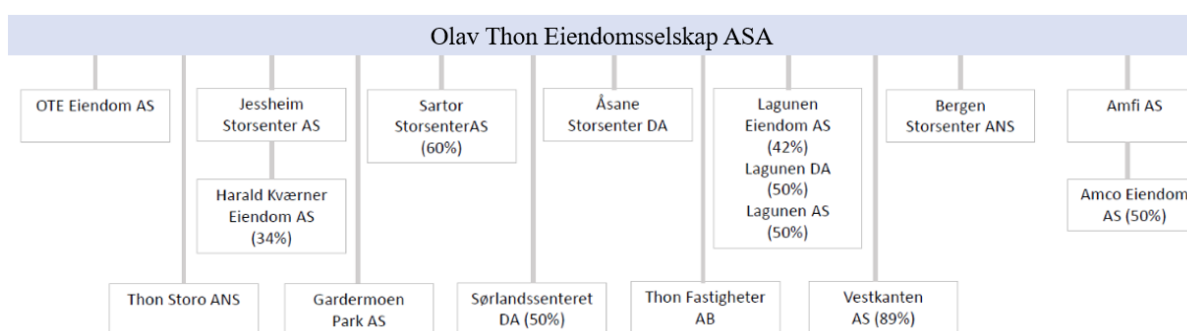 Olav Thon Eiendomsselskap ASA
OTE Eiendom AS
Jessheim
Storsenter AS
Sartor
StorsenterAS
(60%)
Åsane
Storsenter DA
Lagunen
Eiendom AS
(42%)
Lagunen DA
(50%)
Lagunen AS
(50%)
Bergen
Storsenter ANS
Amfi AS
Harald Kværner
Eiendom AS
(34%)
Amco Eiendom
AS (50%)
Thon Storo ANS
Gardermoen
Park AS
Sørlandssenteret
DA (50%)
Thon Fastigheter
AB
Vestkanten
AS (89%)